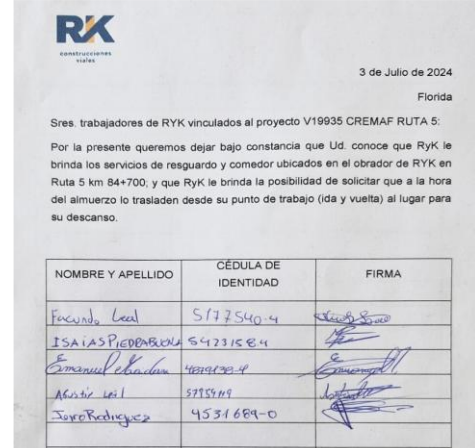 RYK
construcciones
viales
3 de Julio de 2024
Florida
Sres. trabajadores de RYK vinculados al proyecto V19935 CREMAF RUTA 5:
Por la presente queremos dejar bajo constancia que Ud. conoce que RyK le
brinda los servicios de resguardo y comedor ubicados en el obrador de RYK en
Ruta 5 km 84+700; y que RyK le brinda la posibilidad de solicitar que a la hora
del almuerzo lo trasladen desde su punto de trabajo (ida y vuelta) al lugar para
su descanso.
NOMBRE Y APELLIDO CÉDULA DE IDENTIDAD FIRMA
Facundo Leal 5177540-4
ISAIAS PIEDRABUENA 54231584
Emanuel
Agustin 57954119
Rodriguez 4531689-0